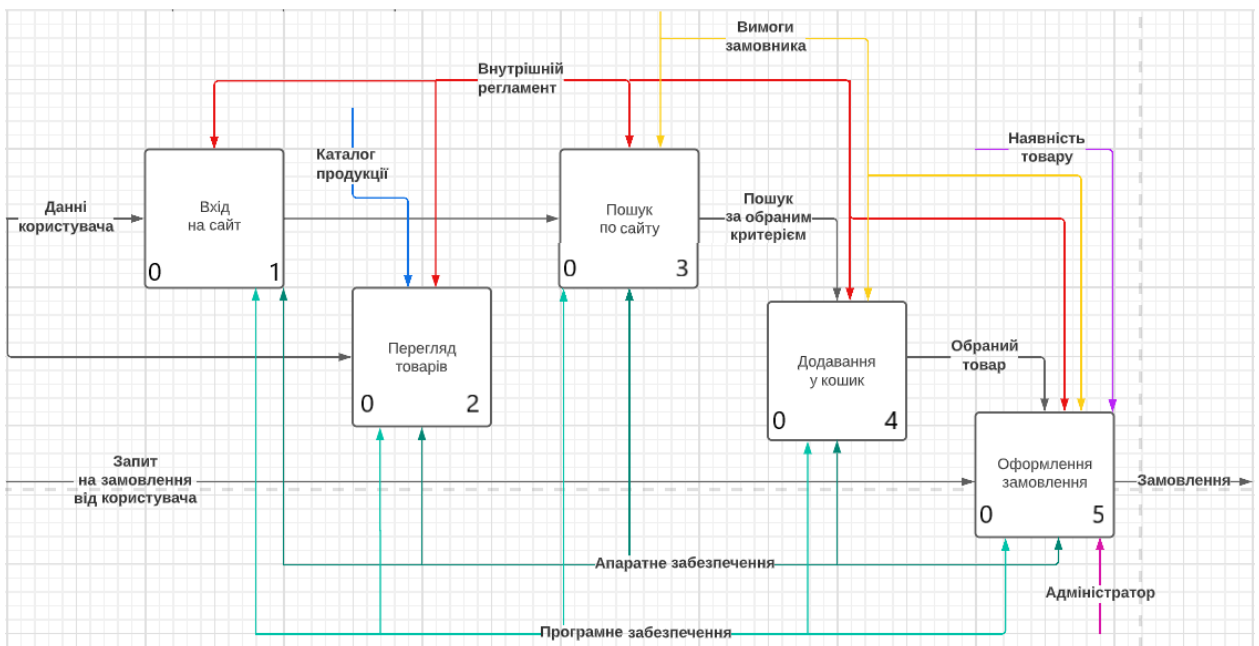 Вимоги
замовника
Внутрішній
регламент
Наявність
товару
Каталог
продукції
Данні
користувача
Вхід
на сайт
0 1
Пошук
по сайту
0 3
Пошук
за обраним
критерієм
Перегляд
товарів
0 2
Додавання
у кошик
0 4
Обраний
товар
Запит
на замовлення
від користувача
Оформлення
замовлення
0 5
Замовлення
Апаратне забезпечення
Адміністратор
Програмне забезпечення